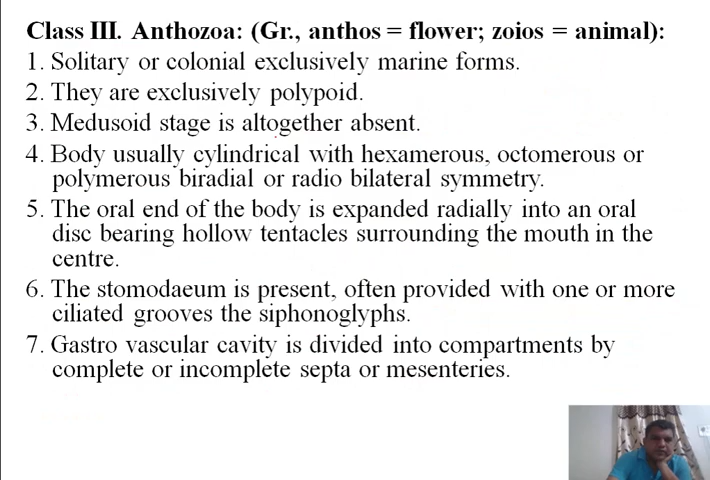 Class III. Anthozoa: (Gr., anthos = flower; zoios = animal):
1. Solitary or colonial exclusively marine forms.
2. They are exclusively polypoid.
3. Medusoid stage is altogether absent.
4. Body usually cylindrical with hexamerous, octomerous or
polymerous biradial or radio bilateral symmetry.
5. The oral end of the body is expanded radially into an oral
disc bearing hollow tentacles surrounding the mouth in the
centre.
6. The stomodaeum is present, often provided with one or more
ciliated grooves the siphonoglyphs.
7. Gastro vascular cavity is divided into compartments by
complete or incomplete septa or mesenteries.